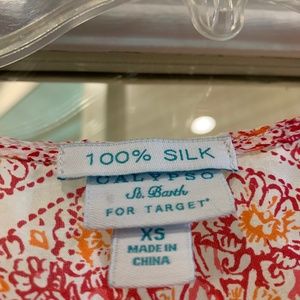 100% SILK
CALYPSO
St. Barth
FOR TARGET®
XS
MADE IN
CHINA